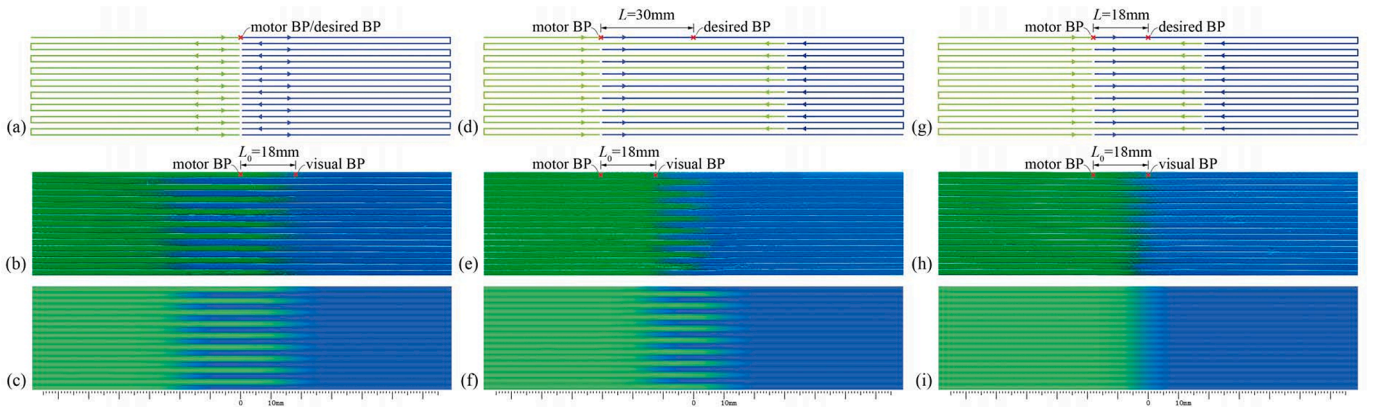 (a) motor BP/desired BP
(b) motor BP L₀=18mm visual BP
(c)
0 10mm
(d) motor BP L=30mm desired BP
(e) motor BP L₀=18mm visual BP
(f)
0 10mm
(g) motor BP L=18mm desired BP
(h) motor BP L₀=18mm visual BP
(i)
0 10mm